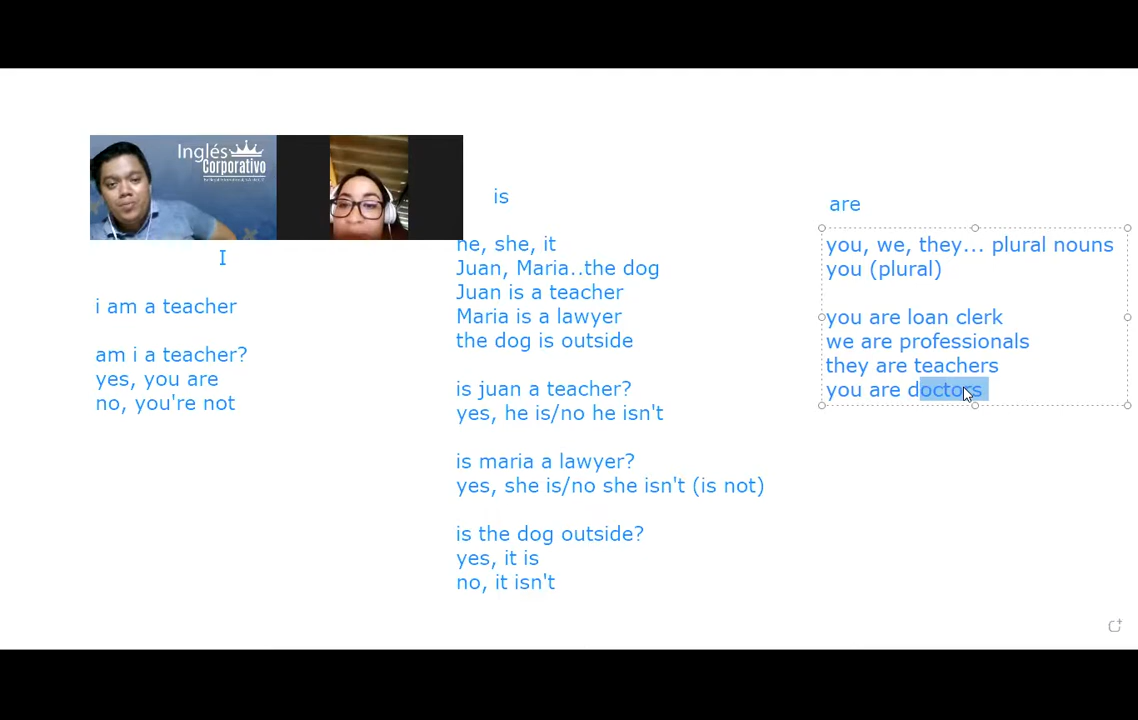 Inglés
Corporativo
I
i am a teacher
am i a teacher?
yes, you are
no, you're not
is
he, she, it
Juan, Maria..the dog
Juan is a teacher
Maria is a lawyer
the dog is outside
is juan a teacher?
yes, he is/no he isn't
is maria a lawyer?
yes, she is/no she isn't (is not)
is the dog outside?
yes, it is
no, it isn't
are
you, we, they... plural nouns
you (plural)
you are loan clerk
we are professionals
they are teachers
you are doctors